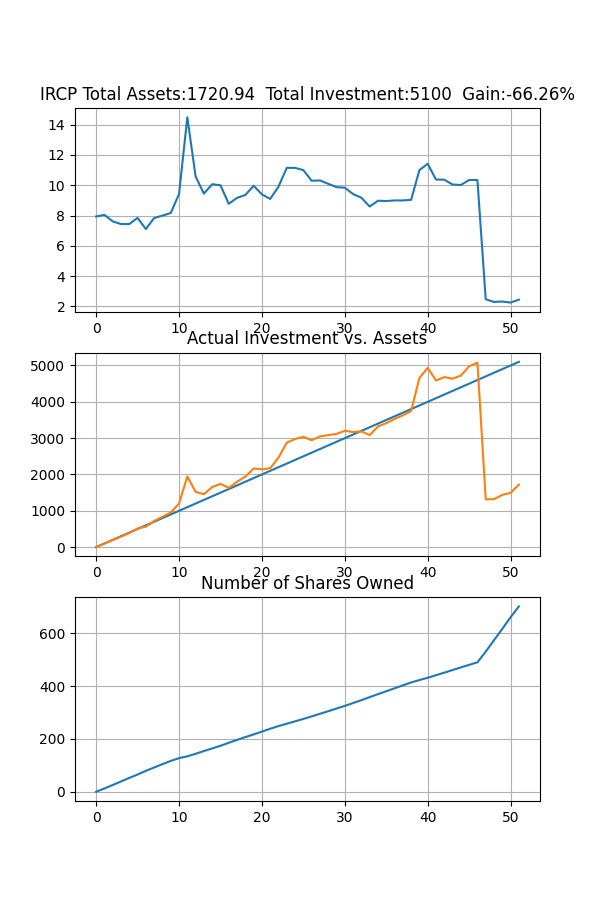 IRCP Total Assets:1720.94  Total Investment:5100  Gain:-66.26%
14
12
10
8
6
4
2
0 10 20 30 40 50
Actual Investment vs. Assets
5000
4000
3000
2000
1000
0
0 10 20 30 40 50
Number of Shares Owned
600
400
200
0
0 10 20 30 40 50